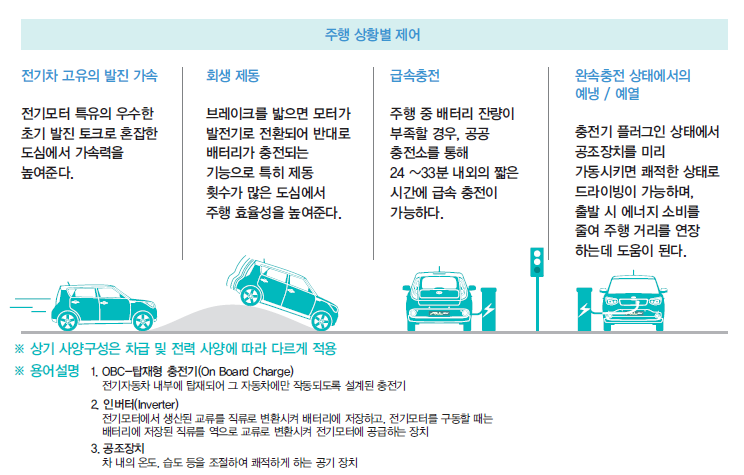 주행 상황별 제어
전기차 고유의 발진 가속
전기모터 특유의 우수한
초기 발진 토크로 혼잡한
도심에서 가속력을
높여준다.
회생 제동
브레이크를 밟으면 모터가
발전기로 전환되어 반대로
배터리가 충전되는
기능으로 특히 제동
횟수가 많은 도심에서
주행 효율성을 높여준다.
급속충전
주행 중 배터리 잔량이
부족할 경우, 공공
충전소를 통해
24 ~33분 내외의 짧은
시간에 급속 충전이
가능하다.
완속충전 상태에서의
예냉 / 예열
충전기 플러그인 상태에서
공조장치를 미리
가동시키면 쾌적한 상태로
드라이빙이 가능하며,
출발 시 에너지 소비를
줄여 주행 거리를 연장
하는데 도움이 된다.
※ 상기 사양구성은 차급 및 전력 사양에 따라 다르게 적용
※ 용어설명 1. OBC-탑재형 충전기(On Board Charge)
전기자동차 내부에 탑재되어 그 자동차에만 작동되도록 설계된 충전기
2. 인버터(Inverter)
전기모터에서 생산된 교류를 직류로 변환시켜 배터리에 저장하고, 전기모터를 구동할 때는
배터리에 저장된 직류를 역으로 교류로 변환시켜 전기모터에 공급하는 장치
3. 공조장치
차 내의 온도, 습도 등을 조절하여 쾌적하게 하는 공기 장치